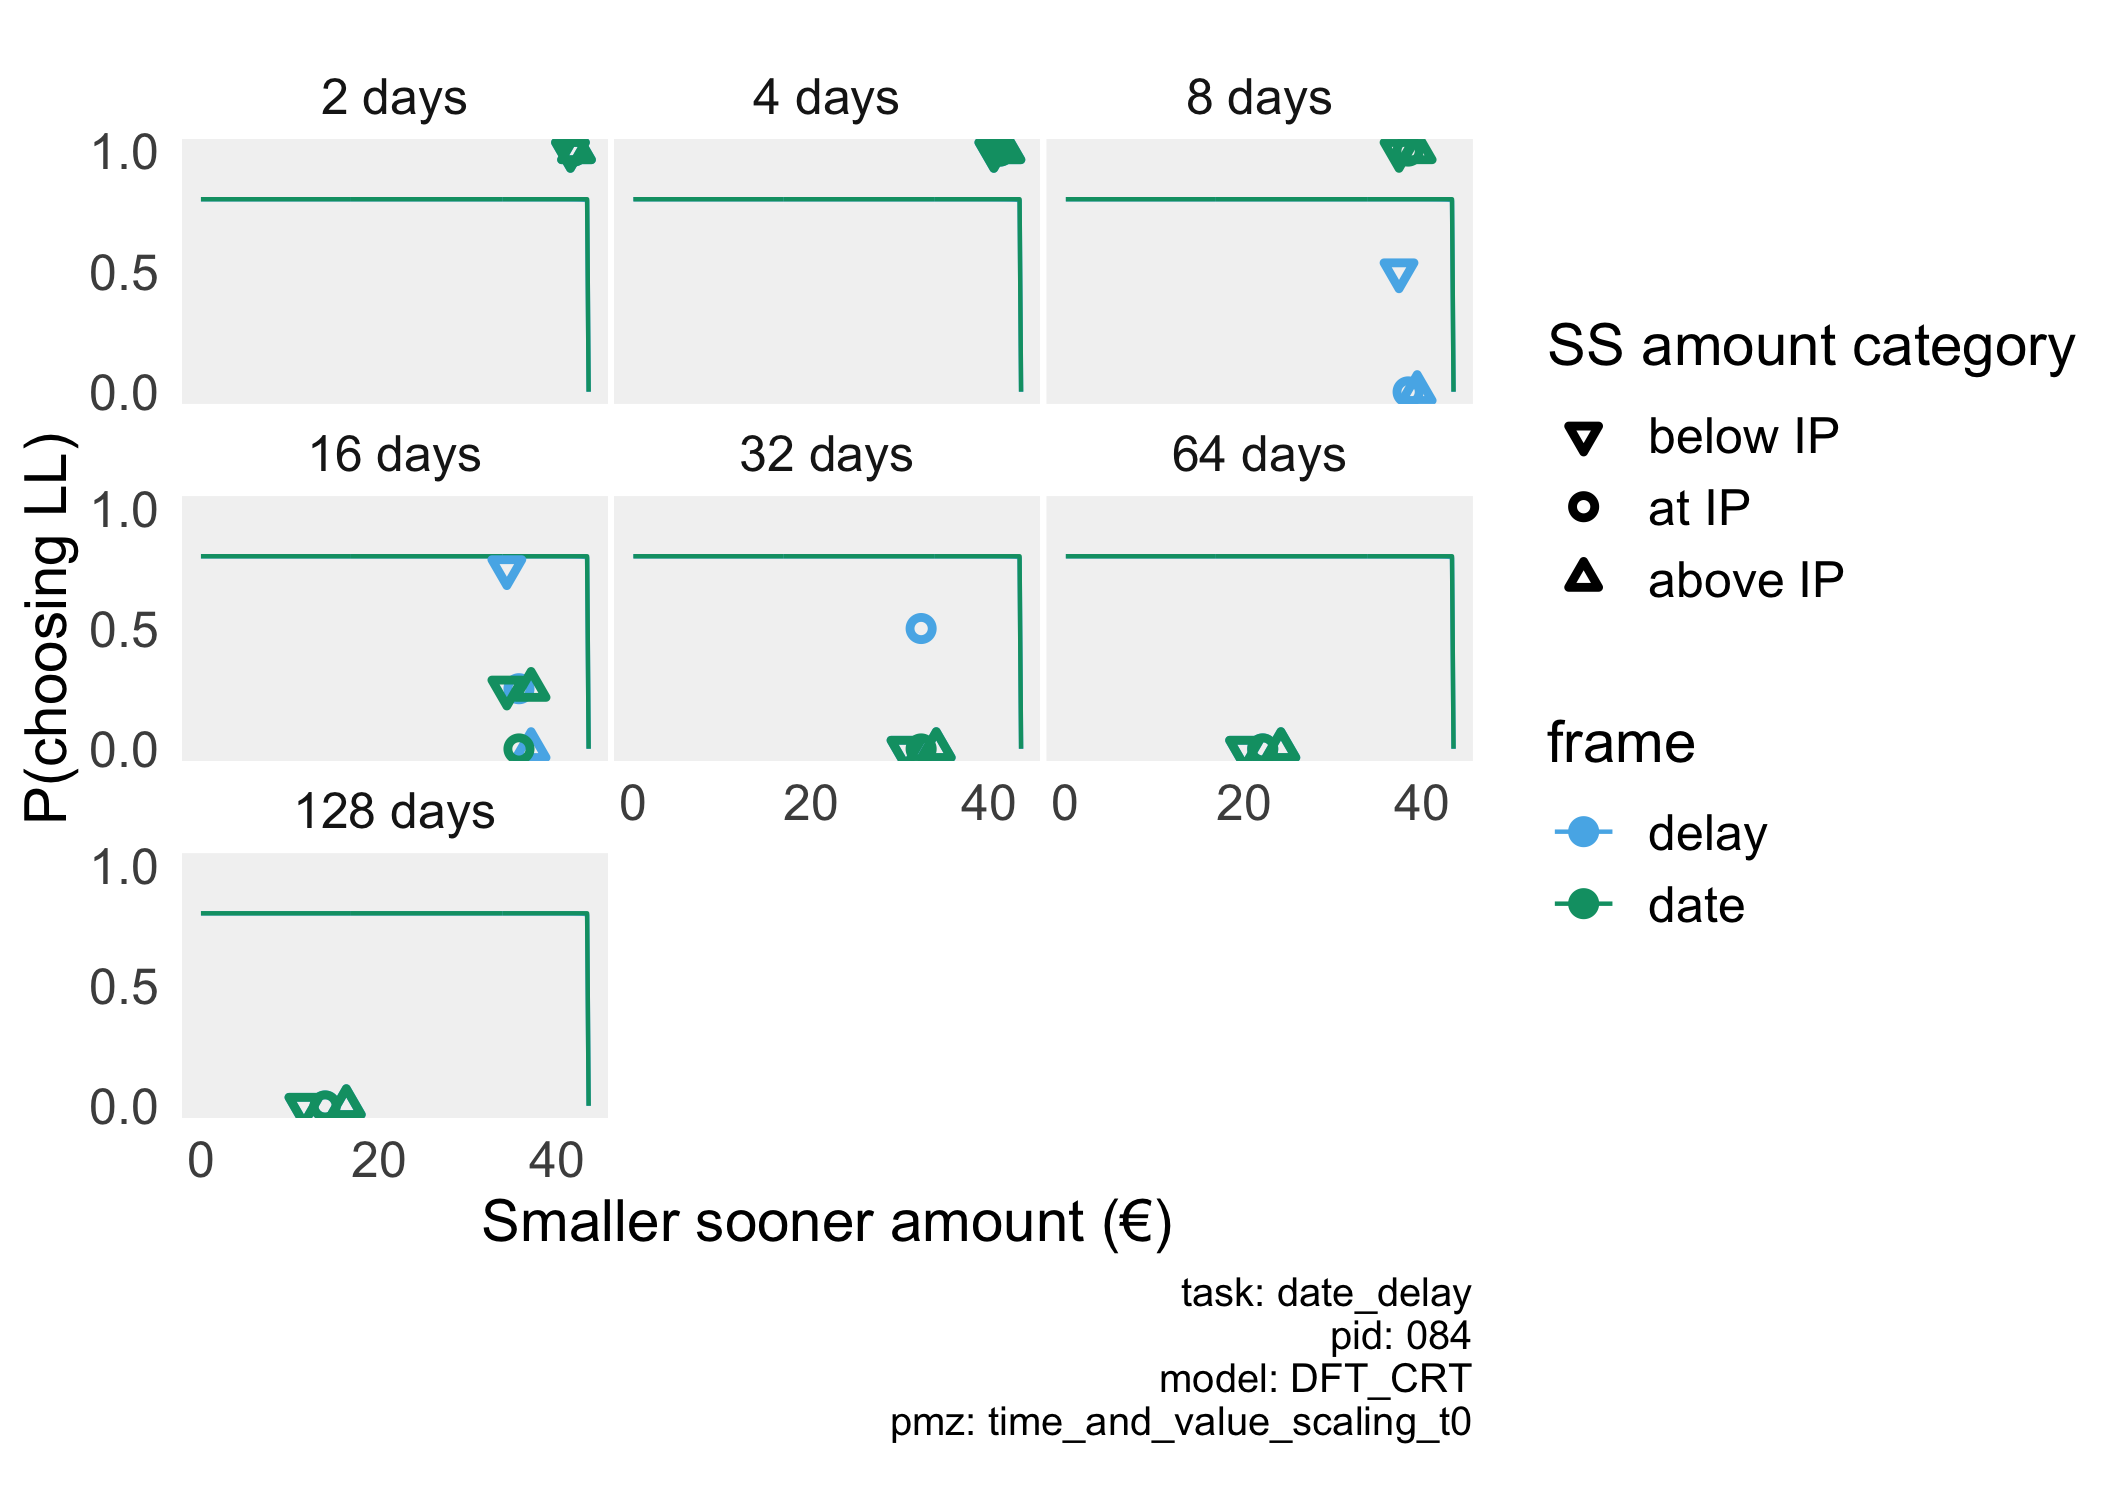 2 days
4 days
8 days
1.0
0.5
0.0
16 days
32 days
64 days
1.0
0.5
0.0
0
20
40
0
20
40
128 days
1.0
0.5
0.0
0
20
40
P(choosing LL)
Smaller sooner amount (€)
SS amount category
below IP
at IP
above IP
frame
delay
date
task: date_delay
pid: 084
model: DFT_CRT
pmz: time_and_value_scaling_t0